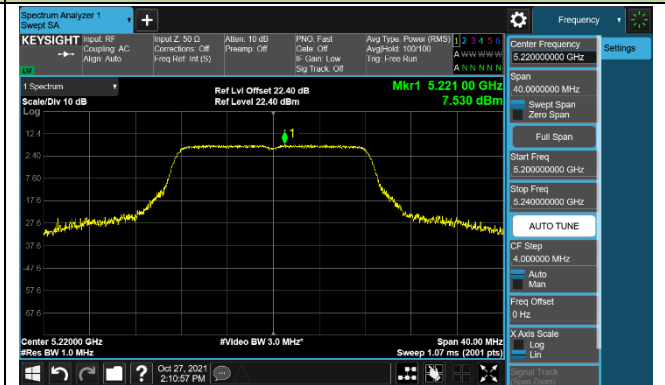 Spectrum Analyzer 1
Swept SA
+
Frequency
KEYSIGHT
Input: RF
Coupling: AC
Align: Auto
Input Z: 50 Ω
Corrections: Off
Freq Ref: Int (S)
Atten: 10 dB
Preamp: Off
PNO: Fast
Gate: Off
IF Gain: Low
Sig Track: Off
Avg Type: Power (RMS)
Avg|Hold: 100/100
Trig: Free Run
1 2 3 4 5 6
A W W W W W
A N N N N N
LXI
1 Spectrum
Scale/Div 10 dB
Log
Ref Lvl Offset 22.40 dB
Ref Level 22.40 dBm
Mkr1 5.221 00 GHz
7.530 dBm
1
12.4
2.40
-7.60
-17.6
-27.6
-37.6
-47.6
-57.6
-67.6
Center 5.22000 GHz
#Res BW 1.0 MHz
#Video BW 3.0 MHz*
Span 40.00 MHz
Sweep 1.07 ms (2001 pts)
Oct 27, 2021
2:10:57 PM
?
Settings
Center Frequency
5.220000000 GHz
Span
40.0000000 MHz
Swept Span
Zero Span
Full Span
Start Freq
5.200000000 GHz
Stop Freq
5.240000000 GHz
AUTO TUNE
CF Step
4.000000 MHz
Auto
Man
Freq Offset
0 Hz
X Axis Scale
Log
Lin
Signal Track
(Span Zoom)